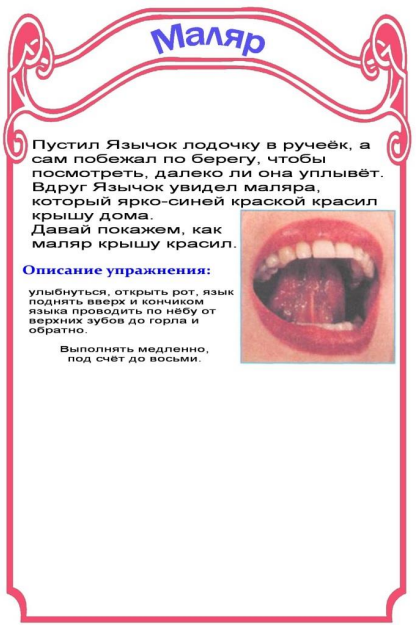 Маляр
Пустил Язычок лодочку в ручеёк, а
сам побежал по берегу, чтобы
посмотреть, далеко ли она уплывёт.
Вдруг Язычок увидел маляра,
который ярко-синей краской красил
крышу дома.
Давай покажем, как
маляр крышу красил.
Описание упражнения:
улыбнуться, открыть рот, язык
поднять вверх и кончиком
языка проводить по нёбу от
верхних зубов до горла и
обратно.
Выполнять медленно,
под счёт до восьми.